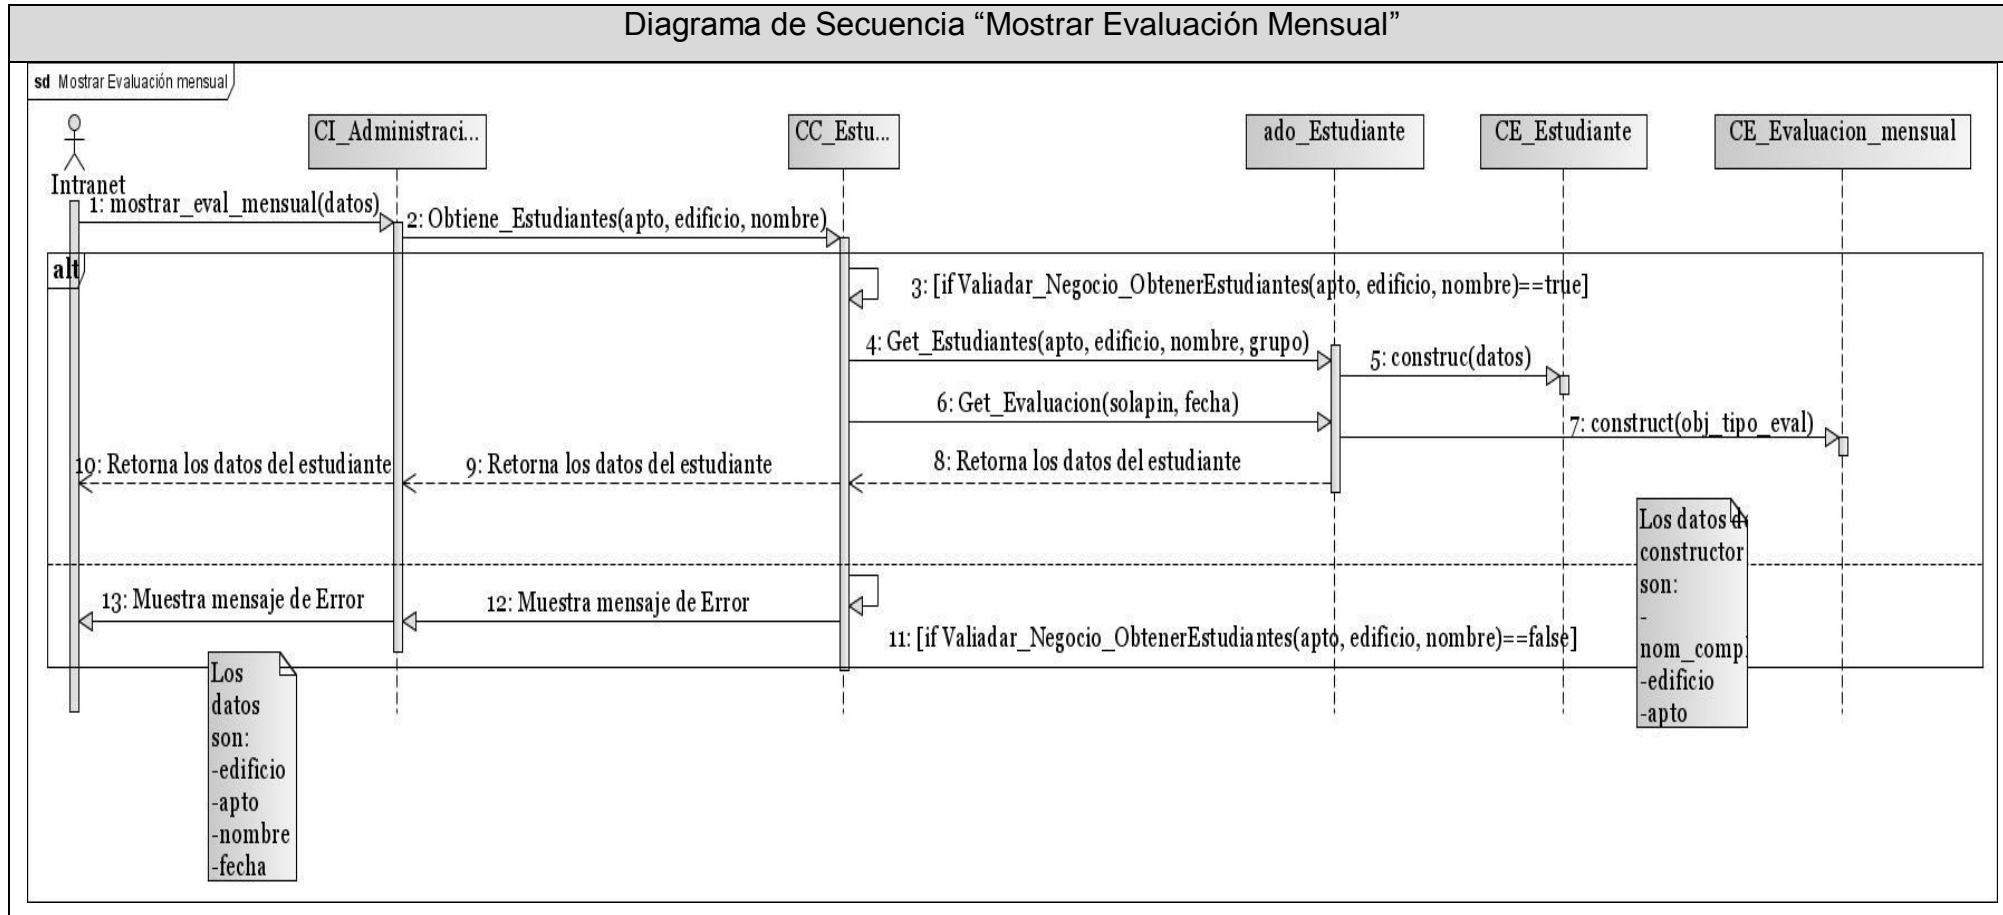 Diagrama de Secuencia “Mostrar Evaluación Mensual”
sd Mostrar Evaluación mensual
Intranet
CI_Administraci...
CC_Estu...
ado_Estudiante
CE_Estudiante
CE_Evaluacion_mensual
1: mostrar_eval_mensual(datos)
2: Obtiene_Estudiantes(apto, edificio, nombre)
alt
3: [if Valiadar_Negocio_ObtenerEstudiantes(apto, edificio, nombre)==true]
4: Get_Estudiantes(apto, edificio, nombre, grupo)
5: construc(datos)
6: Get_Evaluacion(solapin, fecha)
7: construct(obj_tipo_eval)
10: Retorna los datos del estudiante
9: Retorna los datos del estudiante
8: Retorna los datos del estudiante
Los datos de
constructor
son:
-
nom_comp
-edificio
-apto
13: Muestra mensaje de Error
12: Muestra mensaje de Error
11: [if Valiadar_Negocio_ObtenerEstudiantes(apto, edificio, nombre)==false]
Los
datos
son:
-edificio
-apto
-nombre
-fecha